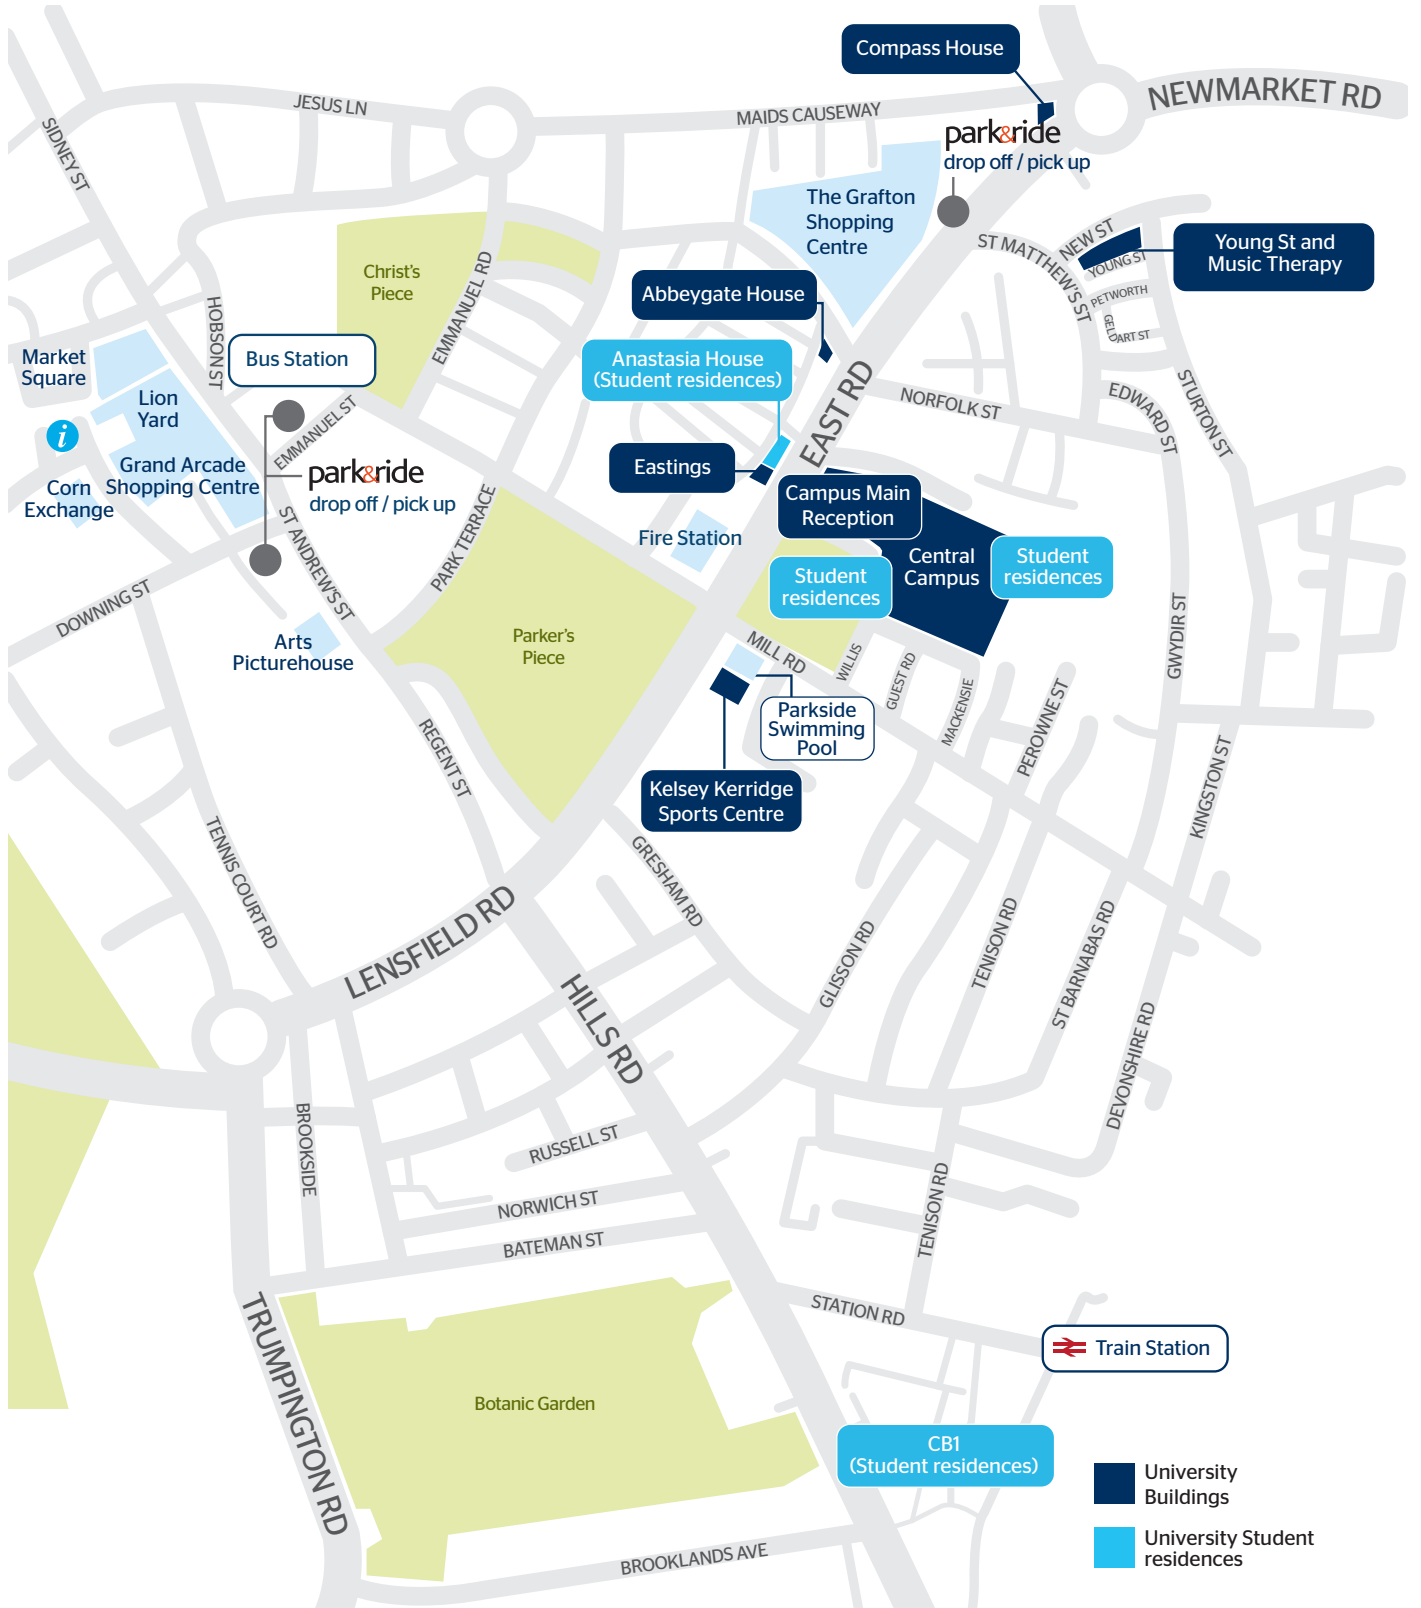 Compass House
NEWMARKET RD
JESUS LN
MAIDS CAUSEWAY
park&ride
drop off / pick up
SIDNEY ST
The Grafton
Shopping
Centre
ST MATTHEW'S ST
NEW ST
YOUNG ST
Young St and
Music Therapy
Christ's
Piece
EMMANUEL RD
Abbeygate House
PETWORTH
GELDART ST
HOBSON ST
Bus Station
Market
Square
Anastasia House
(Student residences)
EAST RD
NORFOLK ST
EDWARD ST
STURTON ST
Lion
Yard
i
EMMANUEL ST
Grand Arcade
Shopping Centre
park&ride
drop off / pick up
Eastings
Corn
Exchange
Campus Main
Reception
PARK TERRACE
ST ANDREW'S ST
Fire Station
Central
Campus
Student
residences
Student
residences
DOWNING ST
Arts
Picturehouse
Parker's
Piece
MILL RD
WILLIS
GUEST RD
MACKENSIE
PEROWNE ST
GWYDIR ST
Parkside
Swimming
Pool
REGENT ST
KINGSTON ST
Kelsey Kerridge
Sports Centre
TENNIS COURT RD
GRESHAM RD
LENSFIELD RD
HILLS RD
GLISSON RD
TENISON RD
ST BARNABAS RD
DEVONSHIRE RD
BROOKSIDE
RUSSELL ST
NORWICH ST
BATEMAN ST
TENISON RD
TRUMPINGTON RD
STATION RD
Train Station
Botanic Garden
CB1
(Student residences)
University
Buildings
University Student
residences
BROOKLANDS AVE